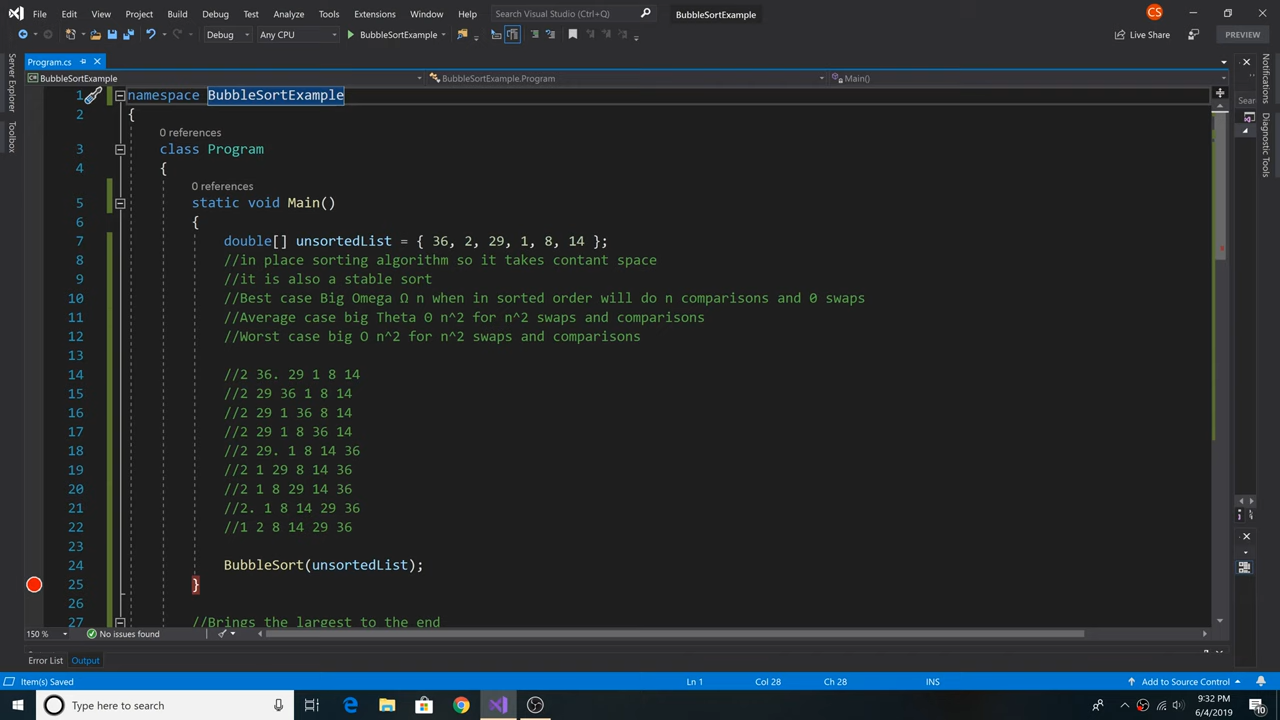 File Edit View Project Build Debug Test Analyze Tools Extensions Window Help Search Visual Studio (Ctrl+Q) BubbleSortExample CS
Debug Any CPU BubbleSortExample Live Share PREVIEW
Program.cs
BubbleSortExample BubbleSortExample.Program Main()
Server Explorer
Toolbox
Notifications
Diagnostic Tools
Sear
1 namespace BubbleSortExample
2 {
0 references
3 class Program
4 {
0 references
5 static void Main()
6 {
7 double[] unsortedList = { 36, 2, 29, 1, 8, 14 };
8 //in place sorting algorithm so it takes contant space
9 //it is also a stable sort
10 //Best case Big Omega Ω n when in sorted order will do n comparisons and 0 swaps
11 //Average case big Theta Θ n^2 for n^2 swaps and comparisons
12 //Worst case big O n^2 for n^2 swaps and comparisons
13
14 //2 36. 29 1 8 14
15 //2 29 36 1 8 14
16 //2 29 1 36 8 14
17 //2 29 1 8 36 14
18 //2 29. 1 8 14 36
19 //2 1 29 8 14 36
20 //2 1 8 29 14 36
21 //2. 1 8 14 29 36
22 //1 2 8 14 29 36
23
24 BubbleSort(unsortedList);
25 }
26
27 //Brings the largest to the end
150 % No issues found
Error List Output
Item(s) Saved Ln 1 Col 28 Ch 28 INS Add to Source Control
Type here to search 9:32 PM
6/4/2019 10